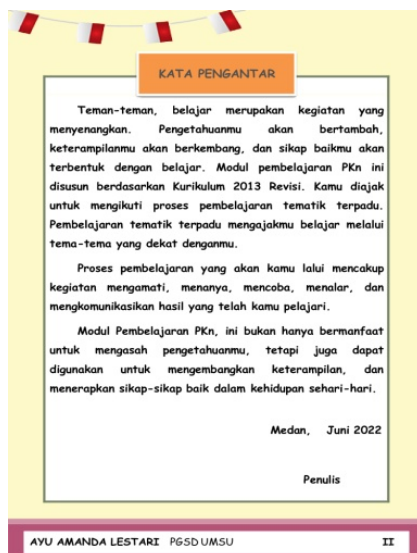 KATA PENGANTAR
Teman-teman, belajar merupakan kegiatan yang
menyenangkan. Pengetahuanmu akan bertambah,
keterampilanmu akan berkembang, dan sikap baikmu akan
terbentuk dengan belajar. Modul pembelajaran PKn ini
disusun berdasarkan Kurikulum 2013 Revisi. Kamu diajak
untuk mengikuti proses pembelajaran tematik terpadu.
Pembelajaran tematik terpadu mengajakmu belajar melalui
tema-tema yang dekat denganmu.
Proses pembelajaran yang akan kamu lalui mencakup
kegiatan mengamati, menanya, mencoba, menalar, dan
mengkomunikasikan hasil yang telah kamu pelajari.
Modul Pembelajaran PKn, ini bukan hanya bermanfaat
untuk mengasah pengetahuanmu, tetapi juga dapat
digunakan untuk mengembangkan keterampilan, dan
menerapkan sikap-sikap baik dalam kehidupan sehari-hari.
Medan, Juni 2022
Penulis
AYU AMANDA LESTARI PGSD UMSU II